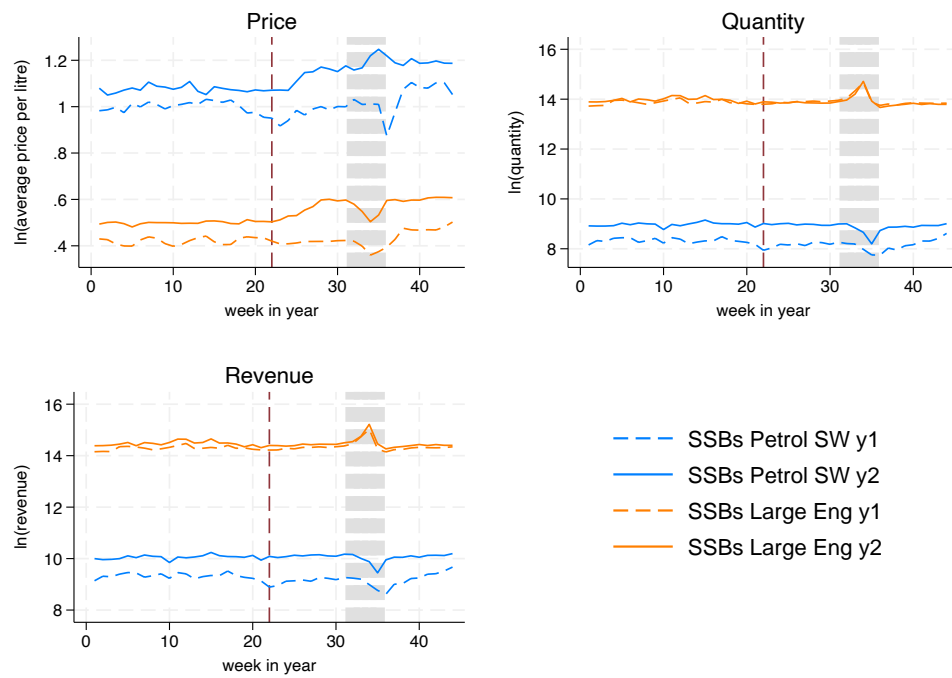 Price
ln(average price per litre)
1.2
1
.8
.6
.4
0 10 20 30 40
week in year
Quantity
ln(quantity)
16
14
12
10
8
0 10 20 30 40
week in year
Revenue
ln(revenue)
16
14
12
10
8
0 10 20 30 40
week in year
SSBs Petrol SW y1
SSBs Petrol SW y2
SSBs Large Eng y1
SSBs Large Eng y2